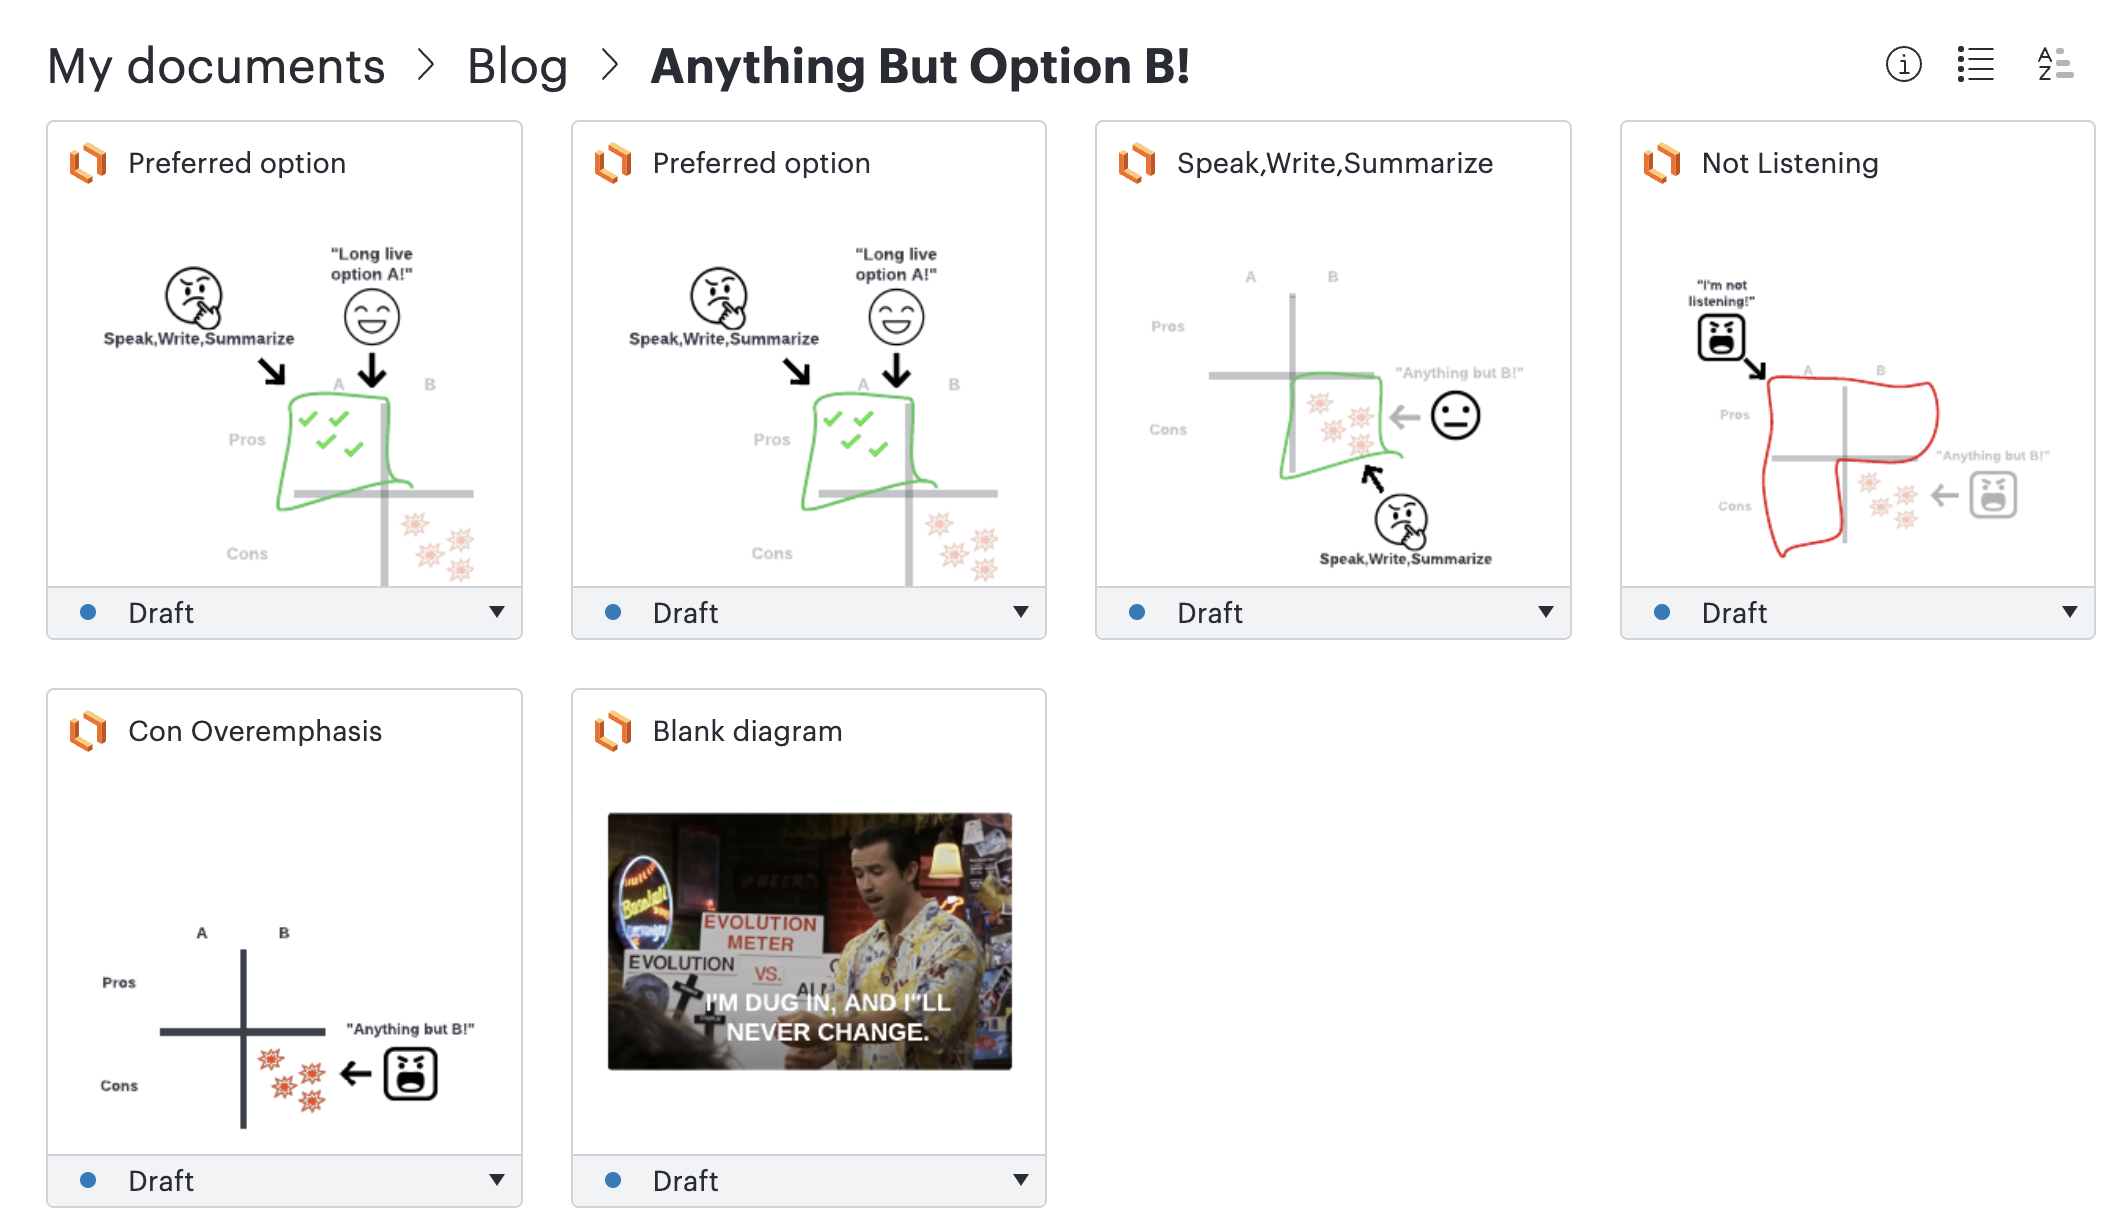 My documents > Blog > Anything But Option B!
Preferred option
"Long live
option A!"
Speak,Write,Summarize
A
B
Pros
Cons
Draft
Preferred option
"Long live
option A!"
Speak,Write,Summarize
A
B
Pros
Cons
Draft
Speak,Write,Summarize
A
B
Pros
"Anything but B!"
Cons
Speak,Write,Summarize
Draft
Not Listening
"I'm not
listening!"
A
B
Pros
"Anything but B!"
Cons
Draft
Con Overemphasis
A
B
Pros
"Anything but B!"
Cons
Draft
Blank diagram
Baseball
BEER
EVOLUTION
METER
EVOLUTION
VS.
I'M DUG IN, AND I"LL
NEVER CHANGE.
Draft